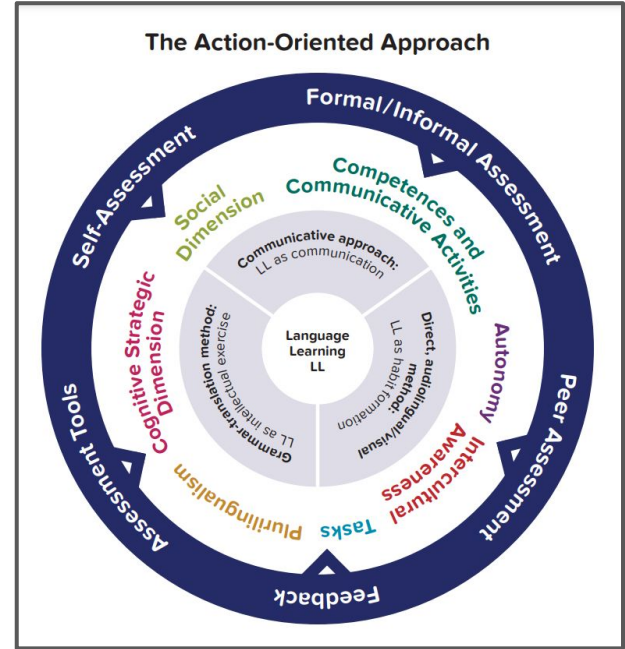 The Action-Oriented Approach
Formal/Informal Assessment
Peer Assessment
Feedback
Assessment Tools
Self-Assessment
Competences and
Communicative Activities
Autonomy
Intercultural
Awareness
Tasks
Plurilingualism
Cognitive Strategic
Dimension
Social
Dimension
Communicative approach:
LL as communication
Direct, audiolingual/visual
method:
LL as habit formation
Grammar-translation method:
LL as intellectual exercise
Language
Learning
LL